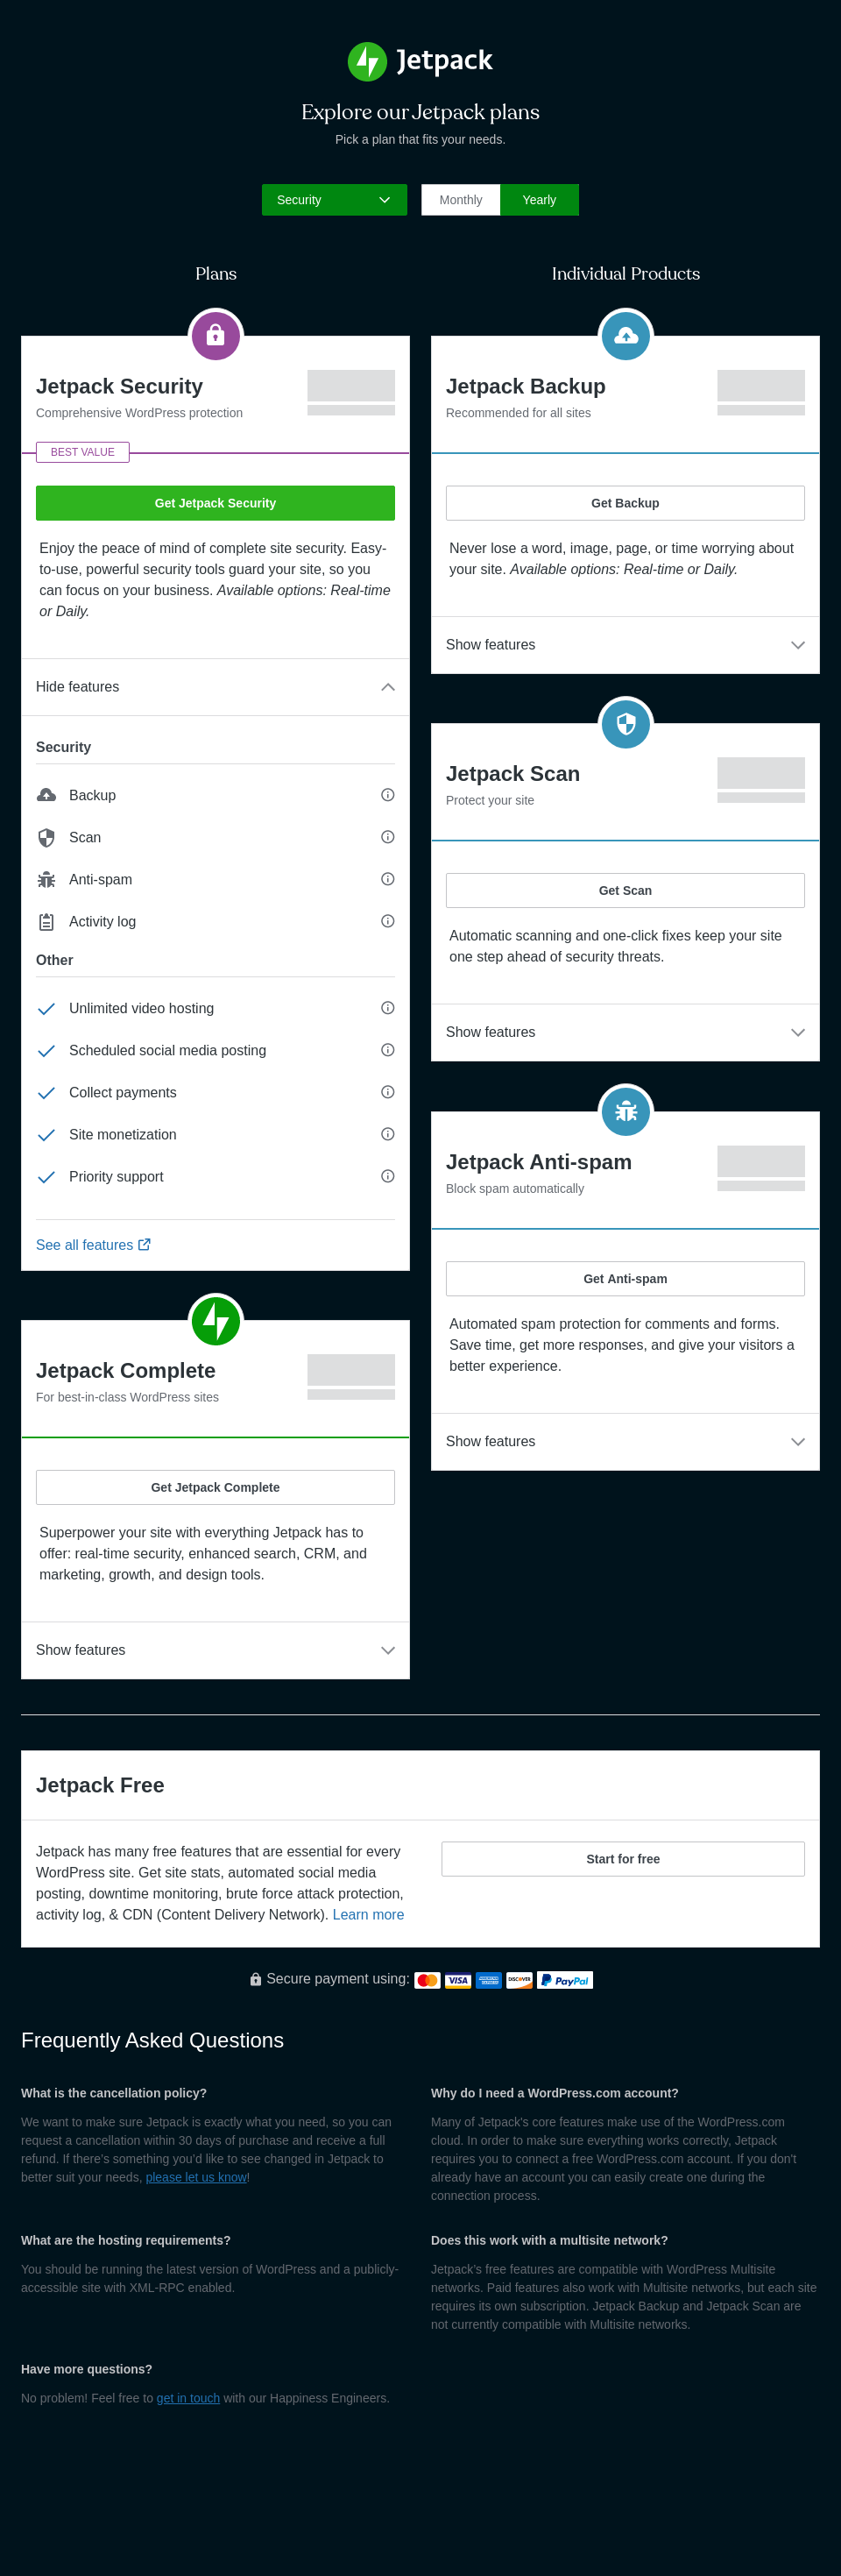 Jetpack
Explore our Jetpack plans
Pick a plan that fits your needs.
Security
Monthly
Yearly
Plans
Jetpack Security
Comprehensive WordPress protection
BEST VALUE
Get Jetpack Security
Enjoy the peace of mind of complete site security. Easy-
to-use, powerful security tools guard your site, so you
can focus on your business. Available options: Real-time
or Daily.
Hide features
Security
Backup
Scan
Anti-spam
Activity log
Other
Unlimited video hosting
Scheduled social media posting
Collect payments
Site monetization
Priority support
See all features
Jetpack Complete
For best-in-class WordPress sites
Get Jetpack Complete
Superpower your site with everything Jetpack has to
offer: real-time security, enhanced search, CRM, and
marketing, growth, and design tools.
Show features
Individual Products
Jetpack Backup
Recommended for all sites
Get Backup
Never lose a word, image, page, or time worrying about
your site. Available options: Real-time or Daily.
Show features
Jetpack Scan
Protect your site
Get Scan
Automatic scanning and one-click fixes keep your site
one step ahead of security threats.
Show features
Jetpack Anti-spam
Block spam automatically
Get Anti-spam
Automated spam protection for comments and forms.
Save time, get more responses, and give your visitors a
better experience.
Show features
Jetpack Free
Jetpack has many free features that are essential for every
WordPress site. Get site stats, automated social media
posting, downtime monitoring, brute force attack protection,
activity log, & CDN (Content Delivery Network). Learn more
Start for free
Secure payment using:
VISA
DISCOVER
PayPal
Frequently Asked Questions
What is the cancellation policy?
We want to make sure Jetpack is exactly what you need, so you can
request a cancellation within 30 days of purchase and receive a full
refund. If there's something you'd like to see changed in Jetpack to
better suit your needs, please let us know!
Why do I need a WordPress.com account?
Many of Jetpack's core features make use of the WordPress.com
cloud. In order to make sure everything works correctly, Jetpack
requires you to connect a free WordPress.com account. If you don't
already have an account you can easily create one during the
connection process.
What are the hosting requirements?
You should be running the latest version of WordPress and a publicly-
accessible site with XML-RPC enabled.
Does this work with a multisite network?
Jetpack's free features are compatible with WordPress Multisite
networks. Paid features also work with Multisite networks, but each site
requires its own subscription. Jetpack Backup and Jetpack Scan are
not currently compatible with Multisite networks.
Have more questions?
No problem! Feel free to get in touch with our Happiness Engineers.